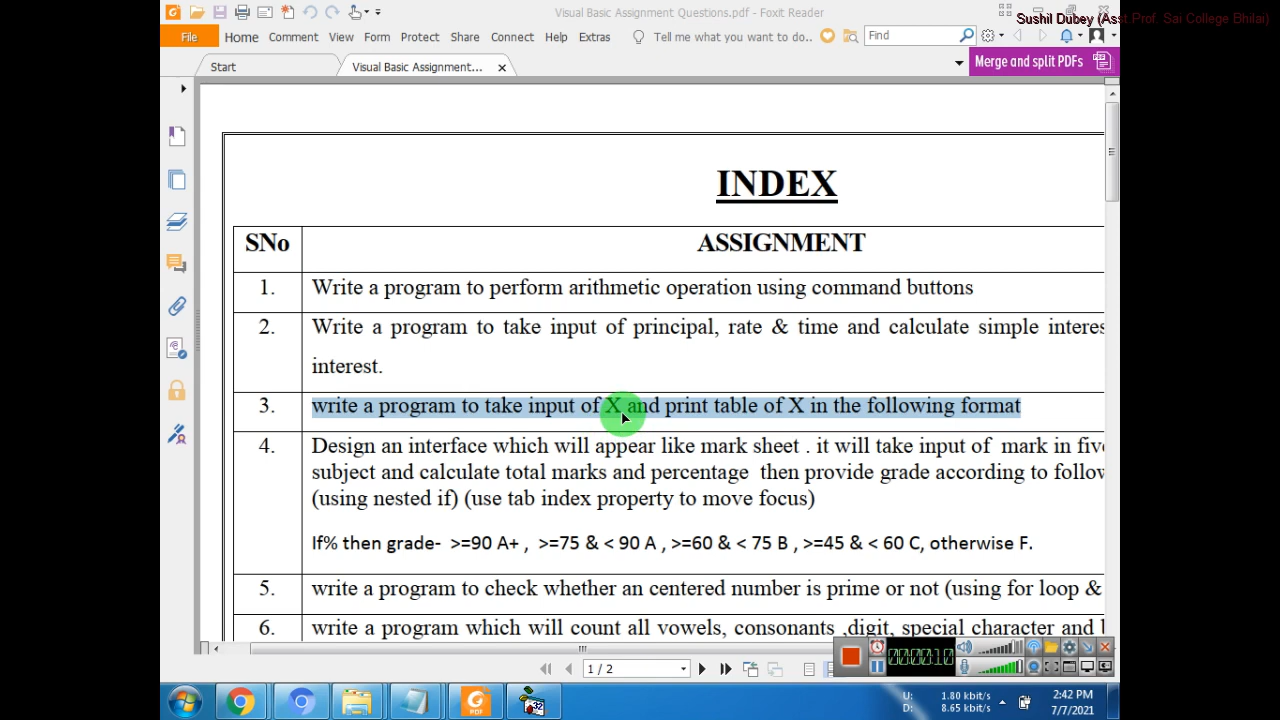 Visual Basic Assignment Questions.pdf - Foxit Reader
Sushil Dubey (Asst Prof. Sai College Bhilai)
File Home Comment View Form Protect Share Connect Help Extras Tell me what you want to do.. Find
Start Visual Basic Assignment... Merge and split PDFs
INDEX
SNo ASSIGNMENT
1. Write a program to perform arithmetic operation using command buttons
2. Write a program to take input of principal, rate & time and calculate simple interes
interest.
3. write a program to take input of X and print table of X in the following format
4. Design an interface which will appear like mark sheet . it will take input of mark in five
subject and calculate total marks and percentage then provide grade according to follow
(using nested if) (use tab index property to move focus)
If% then grade- >=90 A+ , >=75 & < 90 A , >=60 & < 75 B , >=45 & < 60 C, otherwise F.
5. write a program to check whether an centered number is prime or not (using for loop &
6. write a program which will count all vowels, consonants ,digit, special character and
00:00:10
1 / 2
U: 1.80 kbit/s 2:42 PM
D: 8.65 kbit/s 7/7/2021